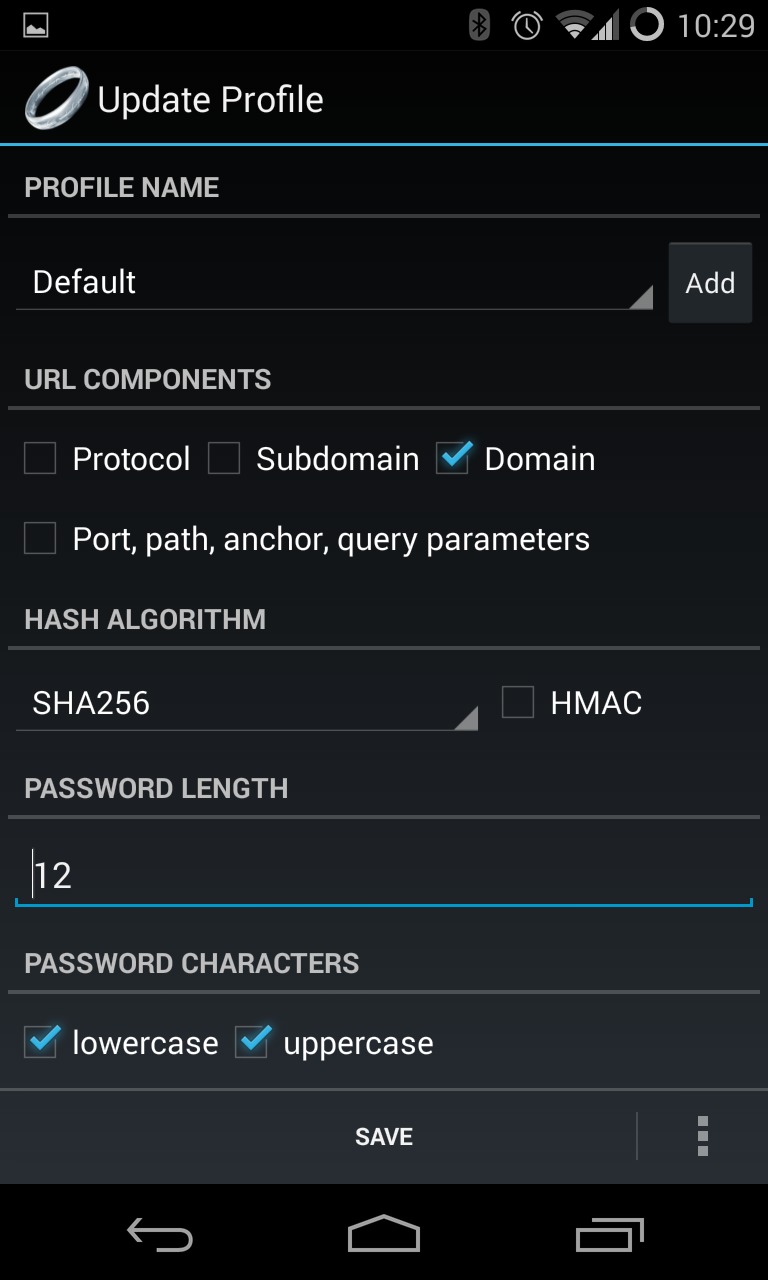 10:29
Update Profile
PROFILE NAME
Default
Add
URL COMPONENTS
Protocol Subdomain Domain
Port, path, anchor, query parameters
HASH ALGORITHM
SHA256 HMAC
PASSWORD LENGTH
12
PASSWORD CHARACTERS
lowercase uppercase
SAVE